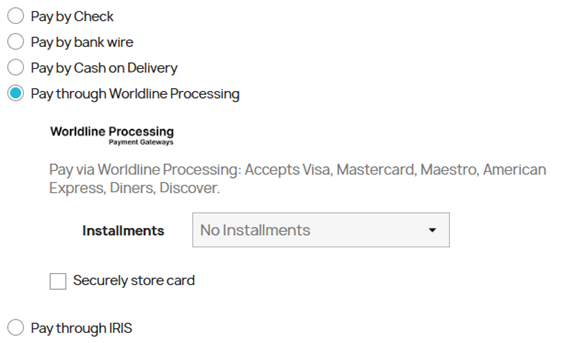 Pay by Check
Pay by bank wire
Pay by Cash on Delivery
Pay through Worldline Processing
Worldline Processing
Payment Gateways
Pay via Worldline Processing: Accepts Visa, Mastercard, Maestro, American
Express, Diners, Discover.
Installments No Installments
Securely store card
Pay through IRIS